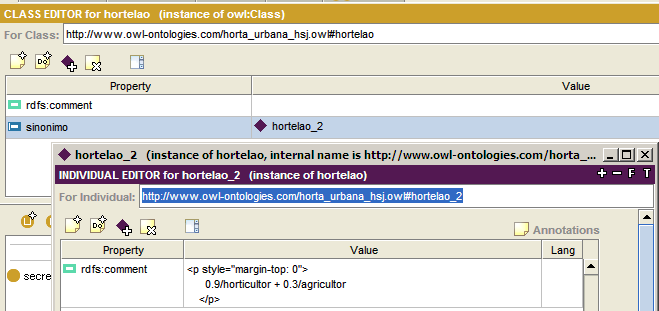 CLASS EDITOR for hortelao (instance of owl:Class)
For Class: http://www.owl-ontologies.com/horta_urbana_hsj.owl#hortelao
Property Value
rdfs:comment
sinonimo hortelao_2
hortelao_2 (instance of hortelao, internal name is http://www.owl-ontologies.com/horta_...
INDIVIDUAL EDITOR for hortelao_2 (instance of hortelao) + - F T
For Individual: http://www.owl-ontologies.com/horta_urbana_hsj.owl#hortelao_2
Annotations
Property Value Lang
rdfs:comment <p style="margin-top: 0">
0.9/horticultor + 0.3/agricultor
</p>
secre